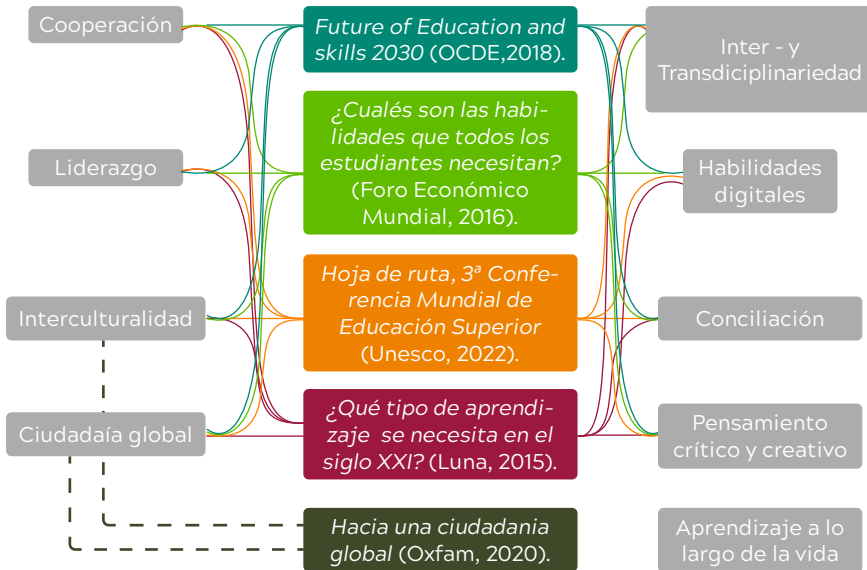 Cooperación
Liderazgo
Interculturalidad
Ciudadaía global
Future of Education and
skills 2030 (OCDE,2018).
¿Cualés son las habi-
lidades que todos los
estudiantes necesitan?
(Foro Económico
Mundial, 2016).
Hoja de ruta, 3ª Confe-
rencia Mundial de
Educación Superior
(Unesco, 2022).
¿Qué tipo de aprendi-
zaje se necesita en el
siglo XXI? (Luna, 2015).
Hacia una ciudadania
global (Oxfam, 2020).
Inter - y
Transdiciplinariedad
Habilidades
digitales
Conciliación
Pensamiento
crítico y creativo
Aprendizaje a lo
largo de la vida